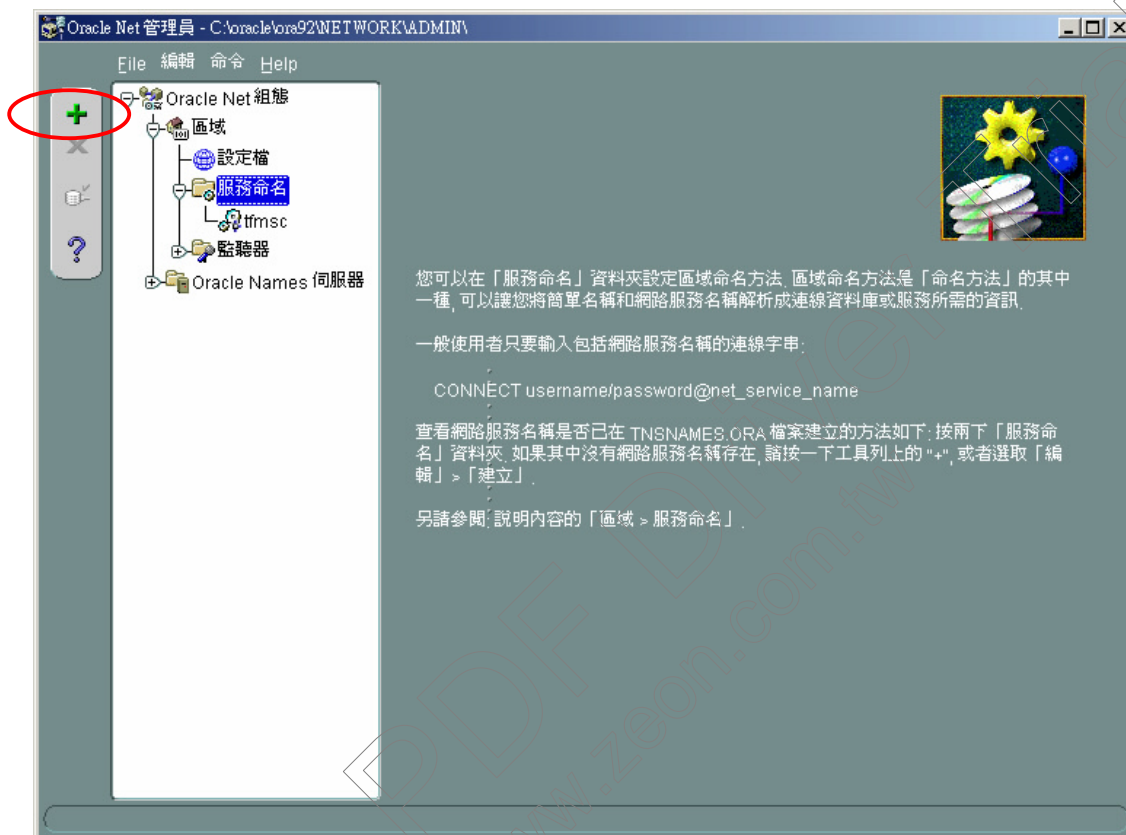 Oracle Net 管理員 - C:\oracle\ora92\NETWORK\ADMIN\
File 編輯 命令 Help
Oracle Net 組態
區域
設定檔
服務命名
tfmsc
監聽器
Oracle Names 伺服器
您可以在「服務命名」資料夾設定區域命名方法. 區域命名方法是「命名方法」的其中
一種, 可以讓您將簡單名稱和網路服務名稱解析成連線資料庫或服務所需的資訊.
一般使用者只要輸入包括網路服務名稱的連線字串:
CONNECT username/password@net_service_name
查看網路服務名稱是否已在 TNSNAMES.ORA 檔案建立的方法如下: 按兩下「服務命
名」資料夾. 如果其中沒有網路服務名稱存在, 請按一下工具列上的 "+", 或者選取「編
輯」>「建立」.
另請參閱: 說明內容的「區域 > 服務命名」.
PDF Driver
www.zeon.com.tw